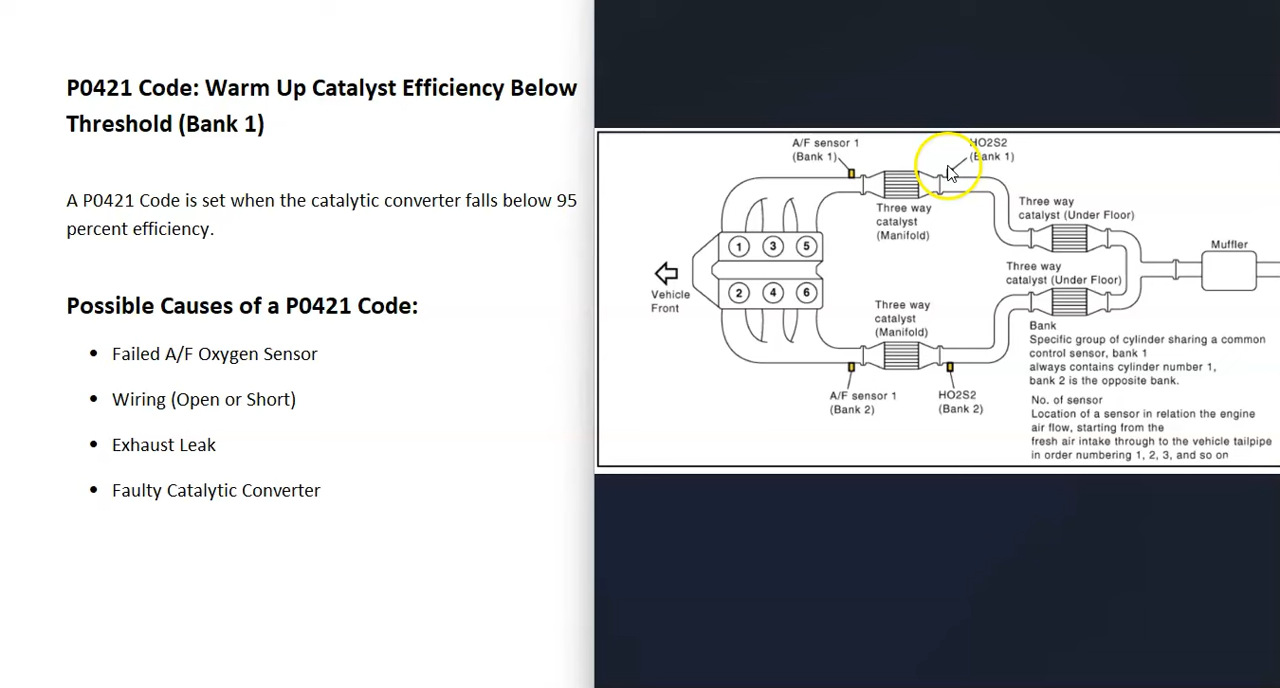 P0421 Code: Warm Up Catalyst Efficiency Below
Threshold (Bank 1)
A P0421 Code is set when the catalytic converter falls below 95
percent efficiency.
Possible Causes of a P0421 Code:
• Failed A/F Oxygen Sensor
• Wiring (Open or Short)
• Exhaust Leak
• Faulty Catalytic Converter
A/F sensor 1
(Bank 1)
HO2S2
(Bank 1)
Three way
catalyst
(Manifold)
Three way
catalyst (Under Floor)
Muffler
1 3 5
2 4 6
Vehicle
Front
Three way
catalyst (Under Floor)
Three way
catalyst
(Manifold)
A/F sensor 1
(Bank 2)
HO2S2
(Bank 2)
Bank
Specific group of cylinder sharing a common
control sensor, bank 1
always contains cylinder number 1,
bank 2 is the opposite bank.
No. of sensor
Location of a sensor in relation the engine
air flow, starting from the
fresh air intake through to the vehicle tailpipe
in order numbering 1, 2, 3, and so on